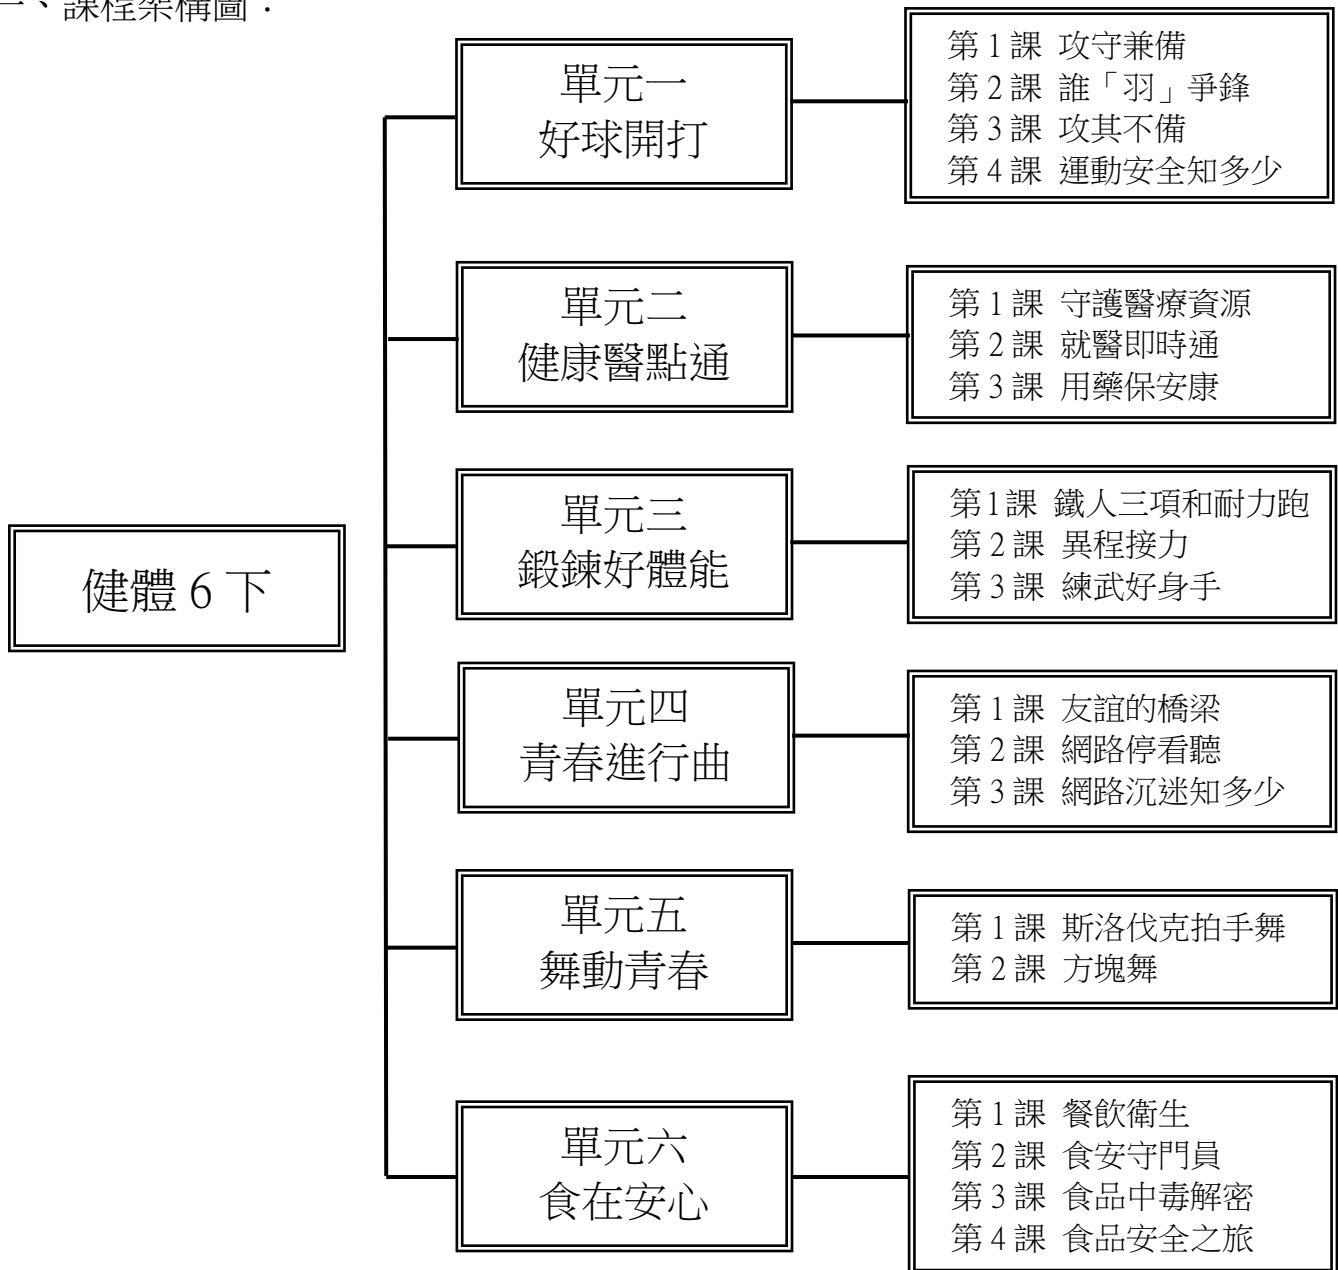 一、課程架構圖：
健體 6 下
單元一
好球開打
第 1 課 攻守兼備
第 2 課 誰「羽」爭鋒
第 3 課 攻其不備
第 4 課 運動安全知多少
單元二
健康醫點通
第 1 課 守護醫療資源
第 2 課 就醫即時通
第 3 課 用藥保安康
單元三
鍛鍊好體能
第1課 鐵人三項和耐力跑
第 2 課 異程接力
第 3 課 練武好身手
單元四
青春進行曲
第 1 課 友誼的橋梁
第 2 課 網路停看聽
第 3 課 網路沉迷知多少
單元五
舞動青春
第 1 課 斯洛伐克拍手舞
第 2 課 方塊舞
單元六
食在安心
第 1 課 餐飲衛生
第 2 課 食安守門員
第 3 課 食品中毒解密
第 4 課 食品安全之旅